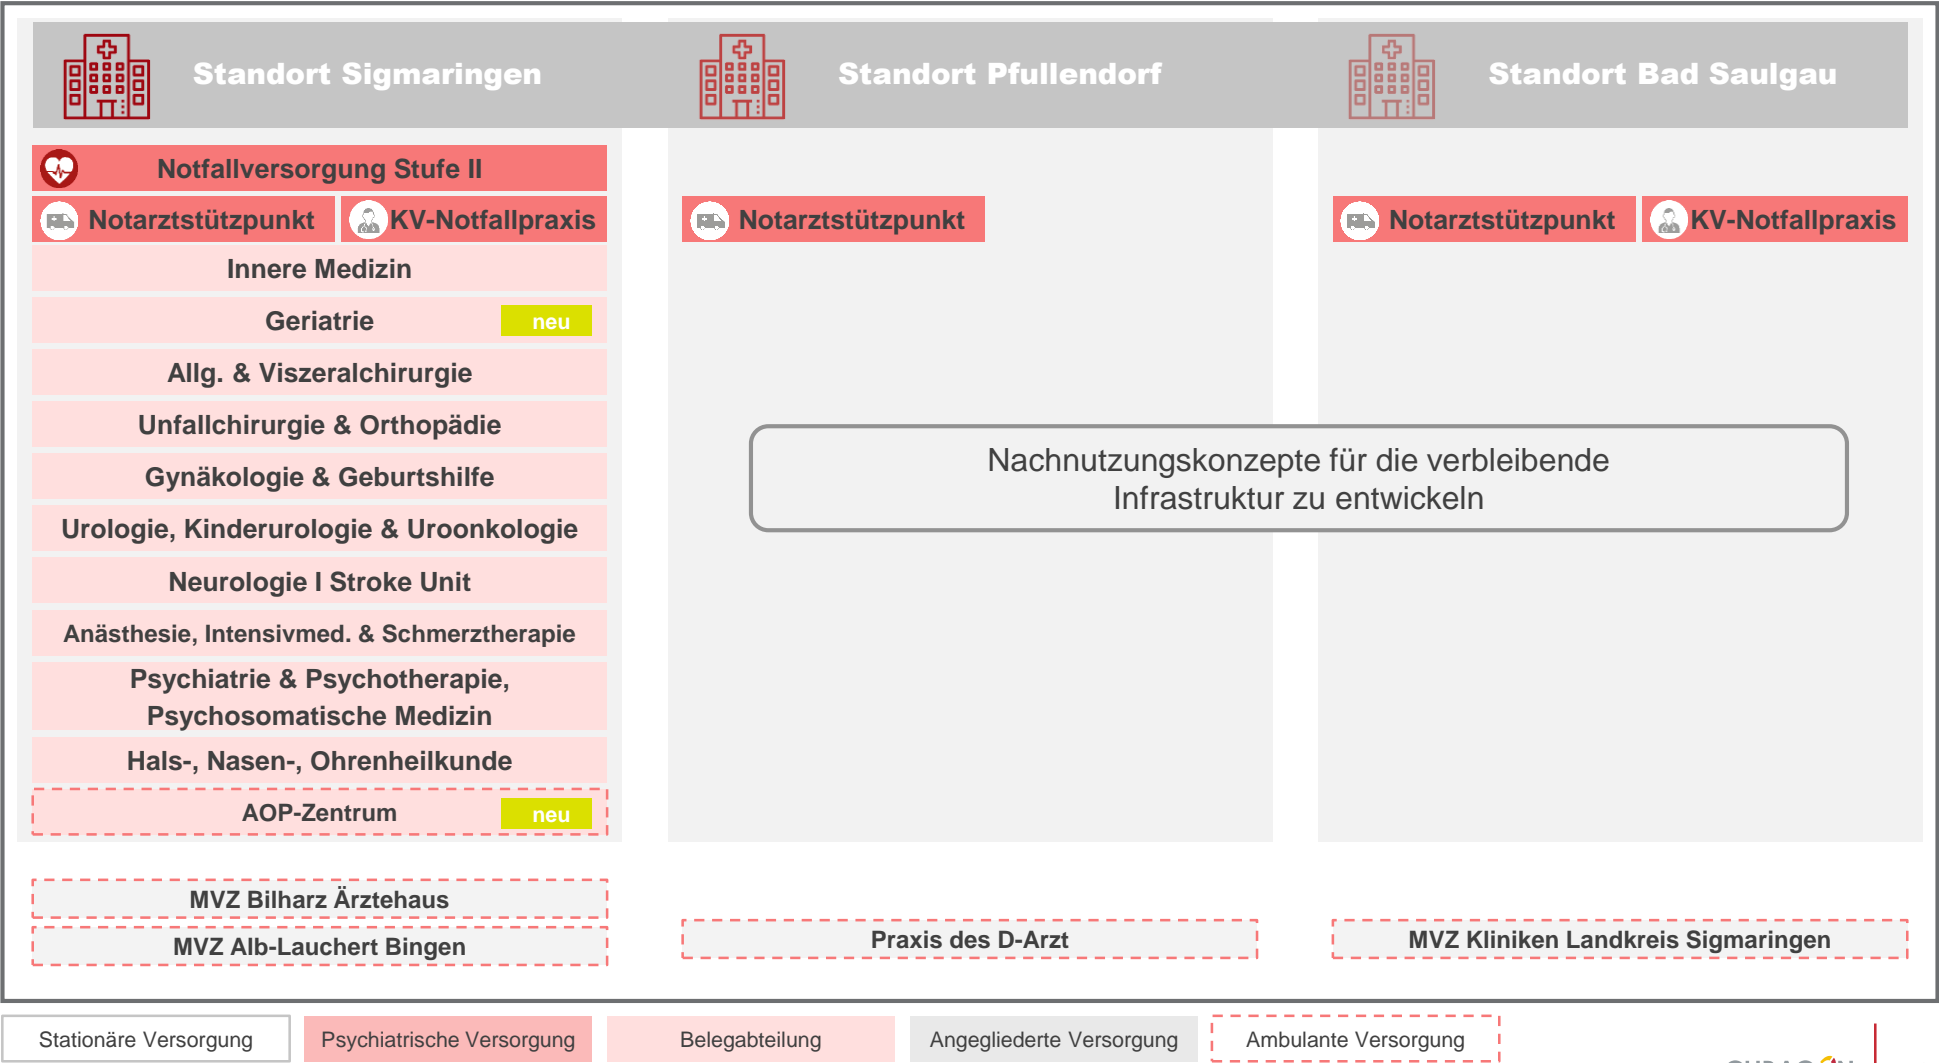 Standort Sigmaringen
Standort Pfullendorf
Standort Bad Saulgau
Notfallversorgung Stufe II
Notarztstützpunkt
KV-Notfallpraxis
Notarztstützpunkt
Notarztstützpunkt
KV-Notfallpraxis
Innere Medizin
Geriatrie
neu
Allg. & Viszeralchirurgie
Unfallchirurgie & Orthopädie
Gynäkologie & Geburtshilfe
Urologie, Kinderurologie & Uroonkologie
Neurologie I Stroke Unit
Anästhesie, Intensivmed. & Schmerztherapie
Psychiatrie & Psychotherapie,
Psychosomatische Medizin
Hals-, Nasen-, Ohrenheilkunde
AOP-Zentrum
neu
Nachnutzungskonzepte für die verbleibende
Infrastruktur zu entwickeln
MVZ Bilharz Ärztehaus
MVZ Alb-Lauchert Bingen
Praxis des D-Arzt
MVZ Kliniken Landkreis Sigmaringen
Stationäre Versorgung
Psychiatrische Versorgung
Belegabteilung
Angegliederte Versorgung
Ambulante Versorgung